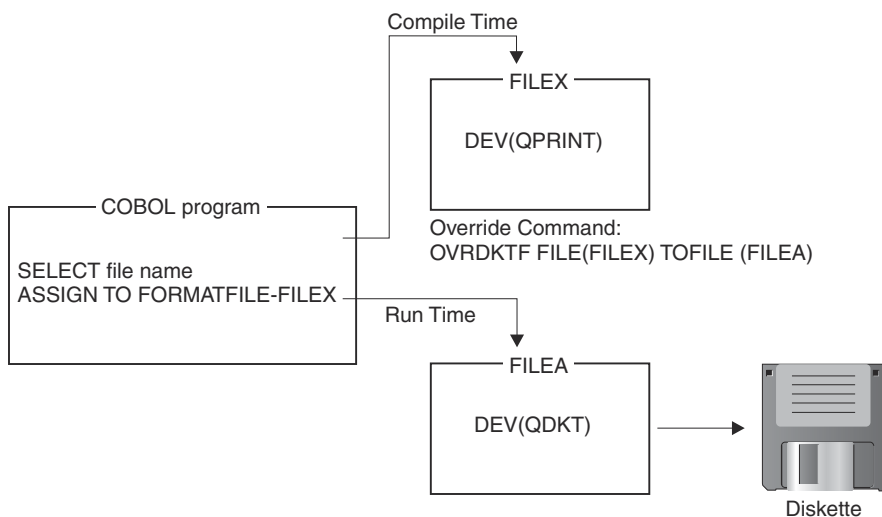 Compile Time
FILEX
DEV(QPRINT)
COBOL program
Override Command:
OVRDKTF FILE(FILEX) TOFILE (FILEA)
SELECT file name
ASSIGN TO FORMATFILE-FILEX
Run Time
FILEA
DEV(QDKT)
Diskette